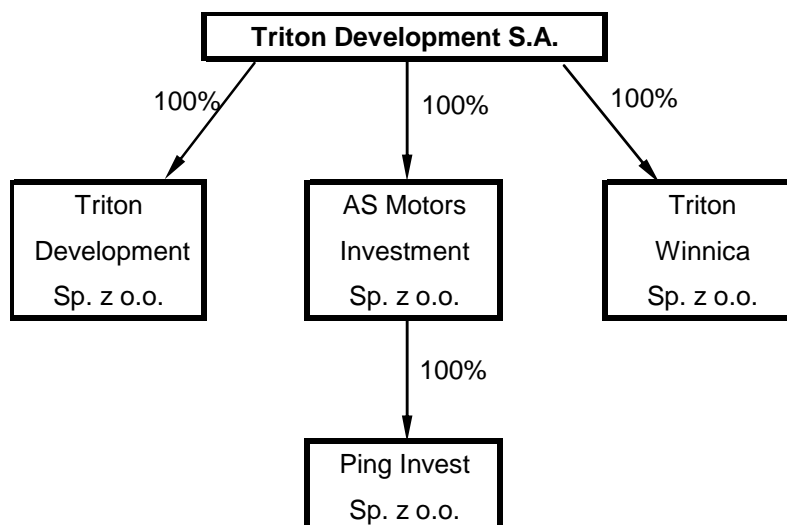 Triton Development S.A.
100%
100%
100%
Triton
Development
Sp. z o.o.
AS Motors
Investment
Sp. z o.o.
Triton
Winnica
Sp. z o.o.
100%
Ping Invest
Sp. z o.o.